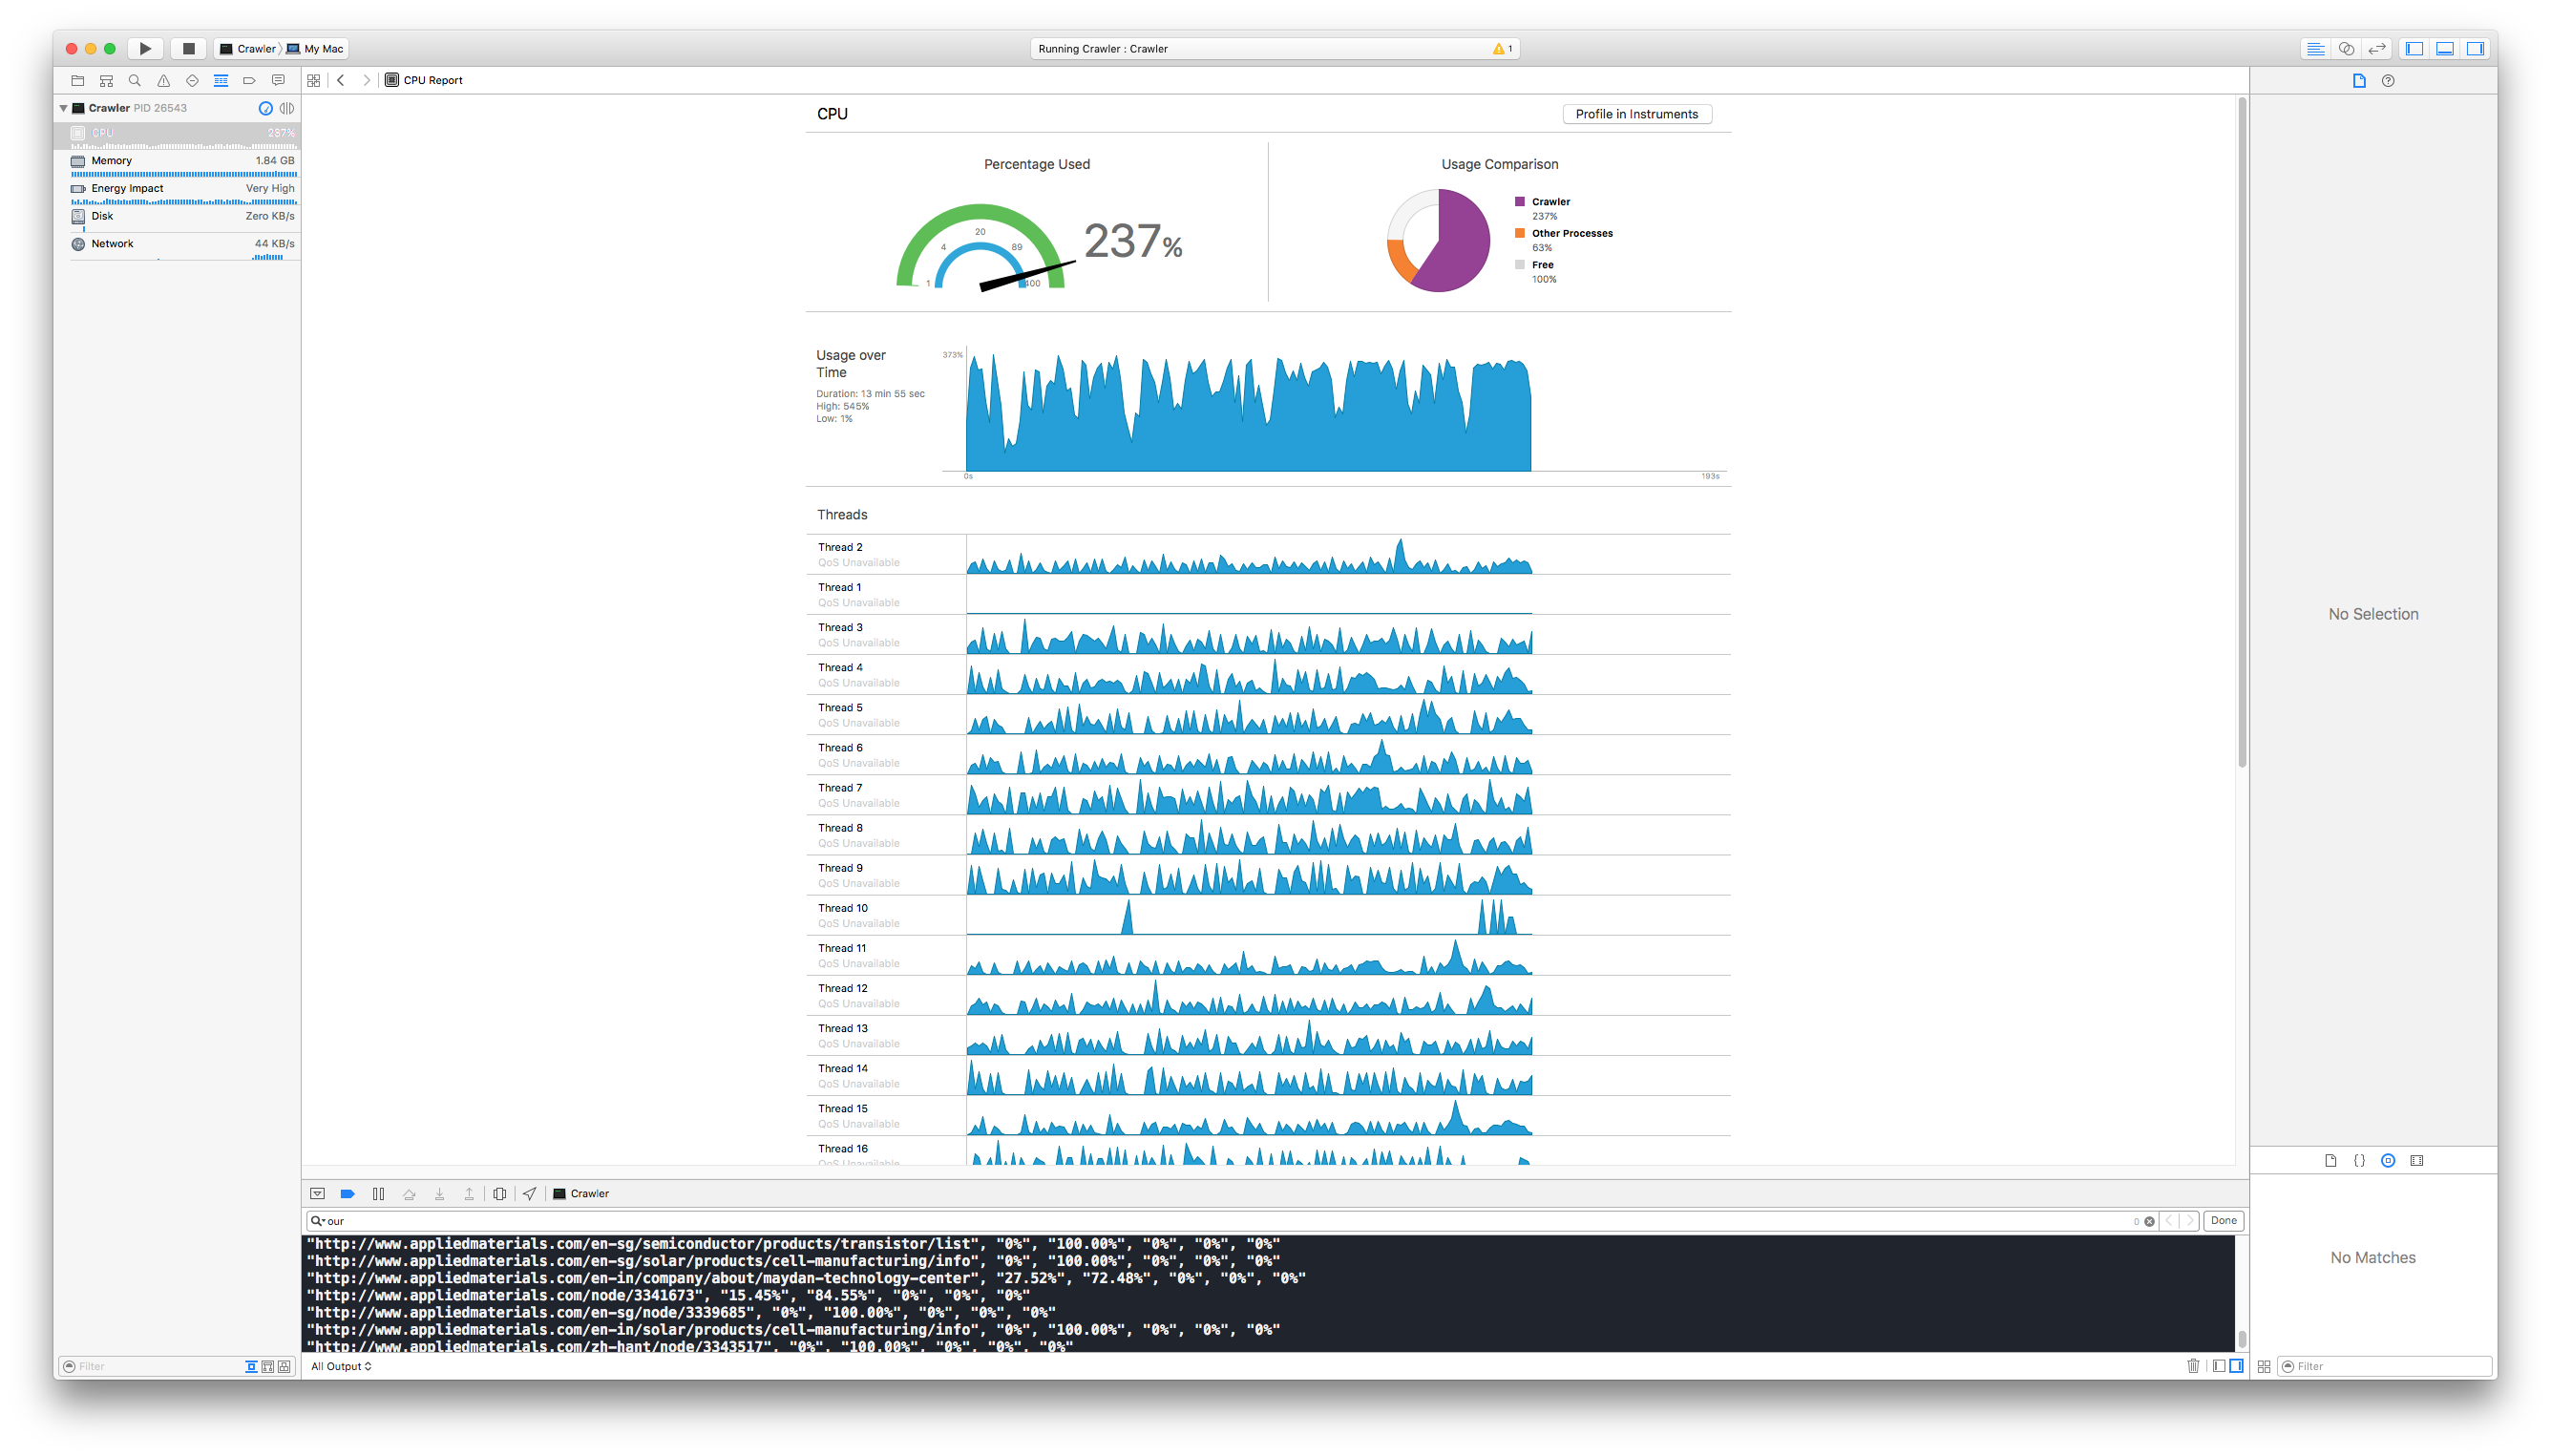 Crawler My Mac
Running Crawler : Crawler
1
CPU Report
Crawler PID 26543
CPU 237%
Memory 1.84 GB
Energy Impact Very High
Disk Zero KB/s
Network 44 KB/s
CPU
Profile in Instruments
Percentage Used
1 4 20 89 400
237%
Usage Comparison
Crawler
237%
Other Processes
63%
Free
100%
Usage over
Time
Duration: 13 min 55 sec
High: 545%
Low: 1%
373%
0s 193s
Threads
Thread 2
QoS Unavailable
Thread 1
QoS Unavailable
Thread 3
QoS Unavailable
Thread 4
QoS Unavailable
Thread 5
QoS Unavailable
Thread 6
QoS Unavailable
Thread 7
QoS Unavailable
Thread 8
QoS Unavailable
Thread 9
QoS Unavailable
Thread 10
QoS Unavailable
Thread 11
QoS Unavailable
Thread 12
QoS Unavailable
Thread 13
QoS Unavailable
Thread 14
QoS Unavailable
Thread 15
QoS Unavailable
Thread 16
QoS Unavailable
No Selection
Crawler
our
0
Done
"http://www.appliedmaterials.com/en-sg/semiconductor/products/transistor/list", "0%", "100.00%", "0%", "0%", "0%"
"http://www.appliedmaterials.com/en-sg/solar/products/cell-manufacturing/info", "0%", "100.00%", "0%", "0%", "0%"
"http://www.appliedmaterials.com/en-in/company/about/maydan-technology-center", "27.52%", "72.48%", "0%", "0%", "0%"
"http://www.appliedmaterials.com/node/3341673", "15.45%", "84.55%", "0%", "0%", "0%"
"http://www.appliedmaterials.com/en-sg/node/3339685", "0%", "100.00%", "0%", "0%", "0%"
"http://www.appliedmaterials.com/en-in/solar/products/cell-manufacturing/info", "0%", "100.00%", "0%", "0%", "0%"
"http://www.appliedmaterials.com/zh-hant/node/3343517", "0%", "100.00%", "0%", "0%", "0%"
No Matches
Filter
All Output
Filter